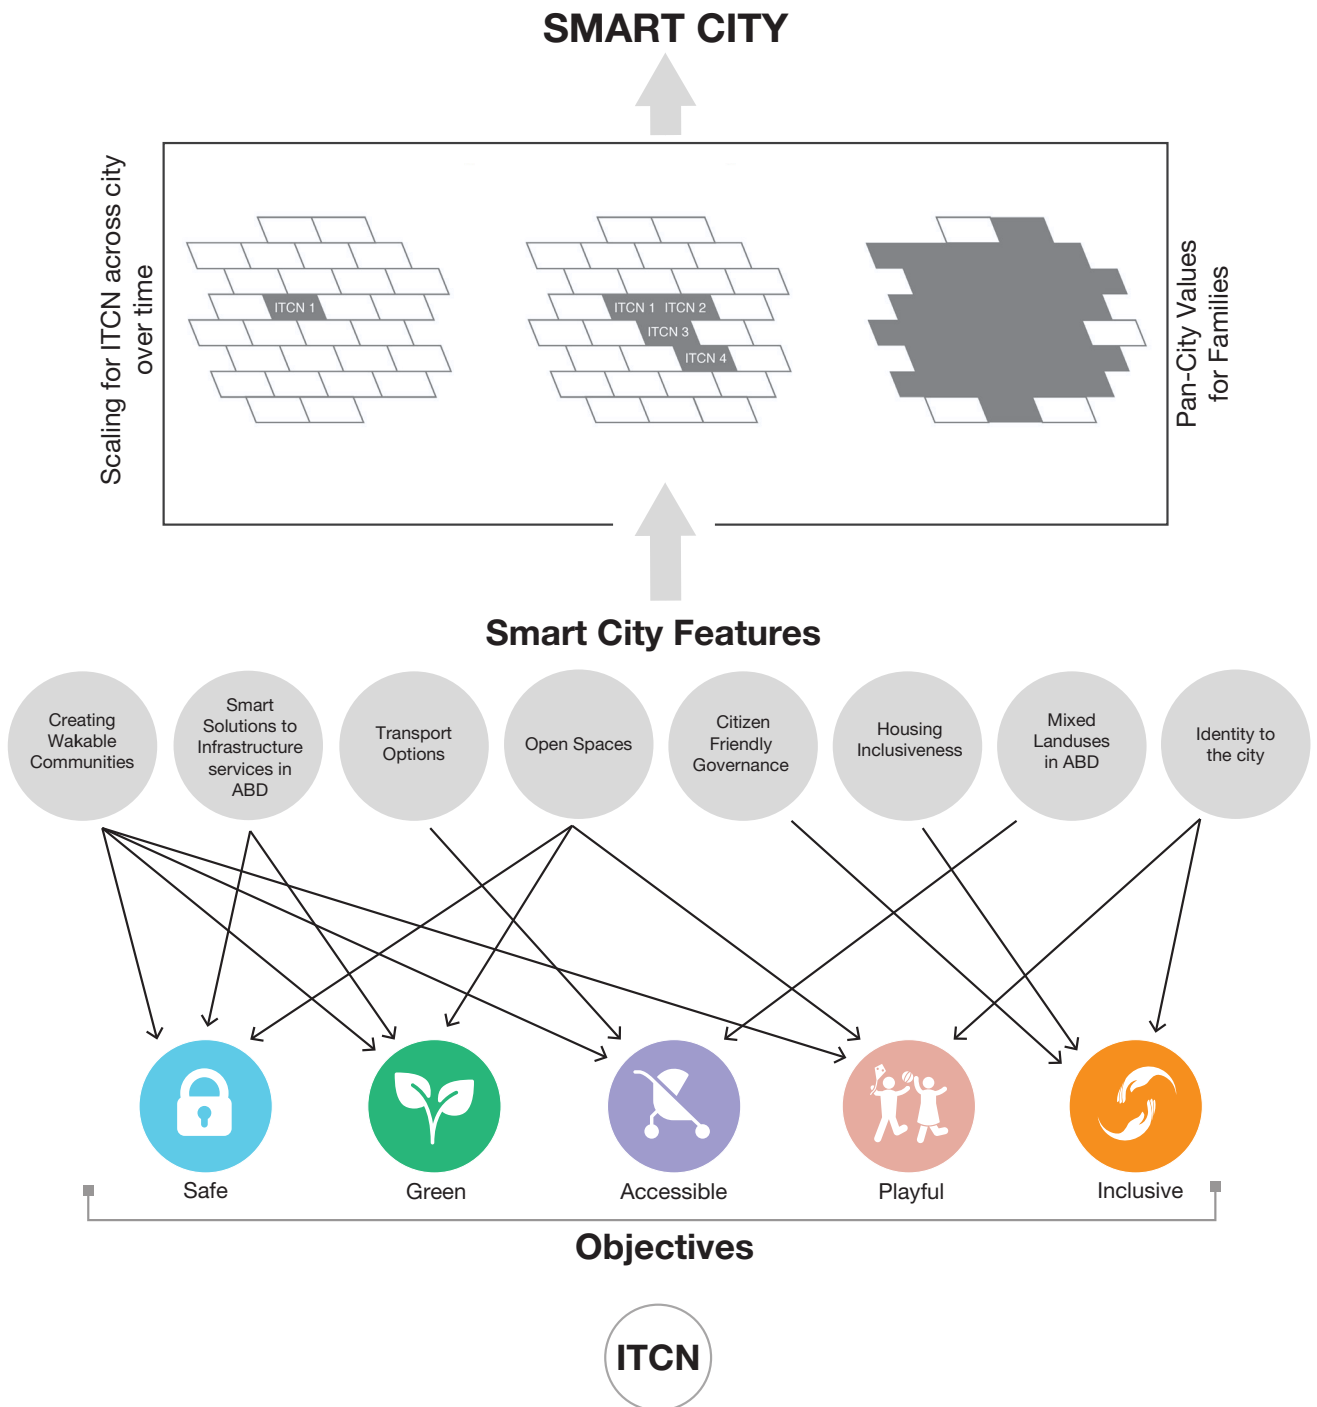 SMART CITY
Scaling for ITCN across city
over time
ITCN 1
ITCN 1 ITCN 2
ITCN 3
ITCN 4
Pan-City Values
for Families
Smart City Features
Creating
Wakable
Communities
Smart
Solutions to
Infrastructure
services in
ABD
Transport
Options
Open Spaces
Citizen
Friendly
Governance
Housing
Inclusiveness
Mixed
Landuses
in ABD
Identity to
the city
Safe
Green
Accessible
Playful
Inclusive
Objectives
ITCN